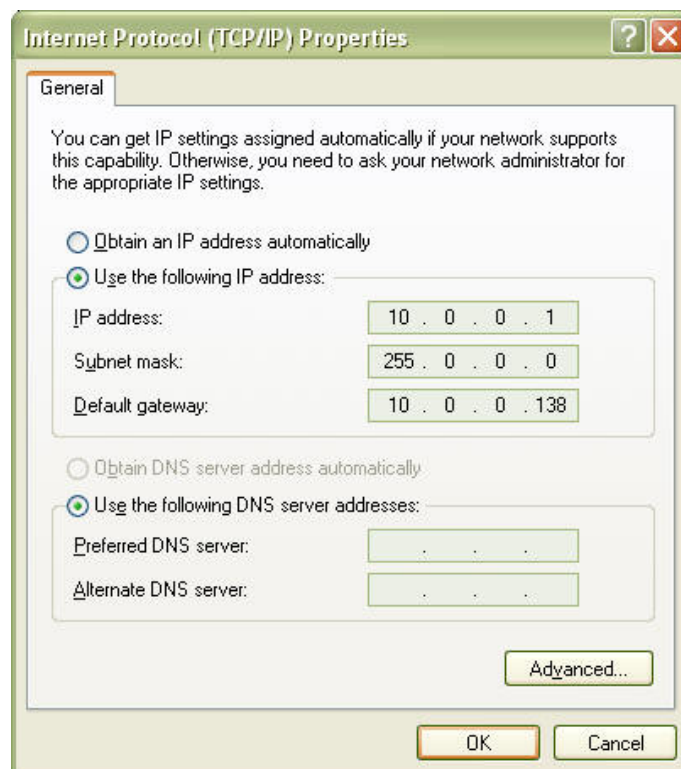 Internet Protocol (TCP/IP) Properties
General
You can get IP settings assigned automatically if your network supports
this capability. Otherwise, you need to ask your network administrator for
the appropriate IP settings.
Obtain an IP address automatically
Use the following IP address:
IP address: 10 . 0 . 0 . 1
Subnet mask: 255 . 0 . 0 . 0
Default gateway: 10 . 0 . 0 . 138
Obtain DNS server address automatically
Use the following DNS server addresses:
Preferred DNS server: . . .
Alternate DNS server: . . .
Advanced...
OK Cancel